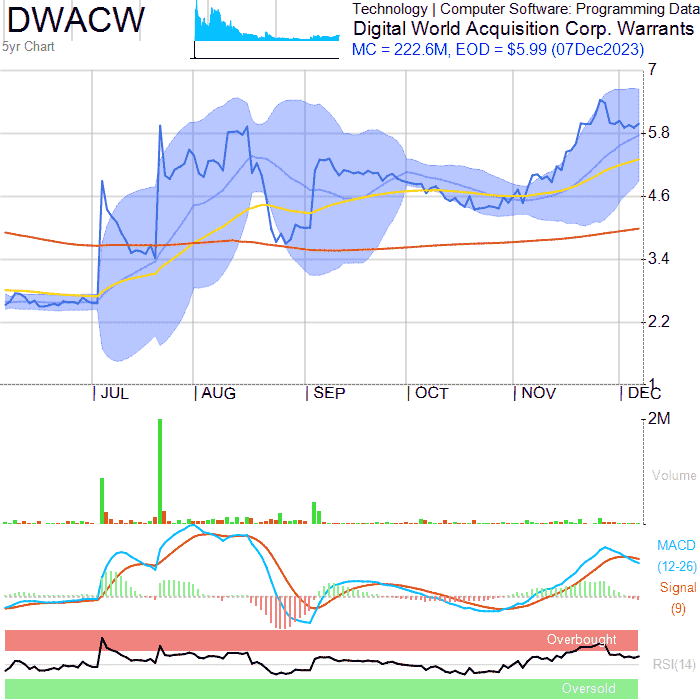 DWACW
5yr Chart
Technology | Computer Software: Programming Data
Digital World Acquisition Corp. Warrants
MC = 222.6M, EOD = $5.99 (07Dec2023)
7
5.8
4.6
3.4
2.2
1
JUL AUG SEP OCT NOV DEC
2M
Volume
MACD
(12-26)
Signal
(9)
Overbought
RSI(14)
Oversold